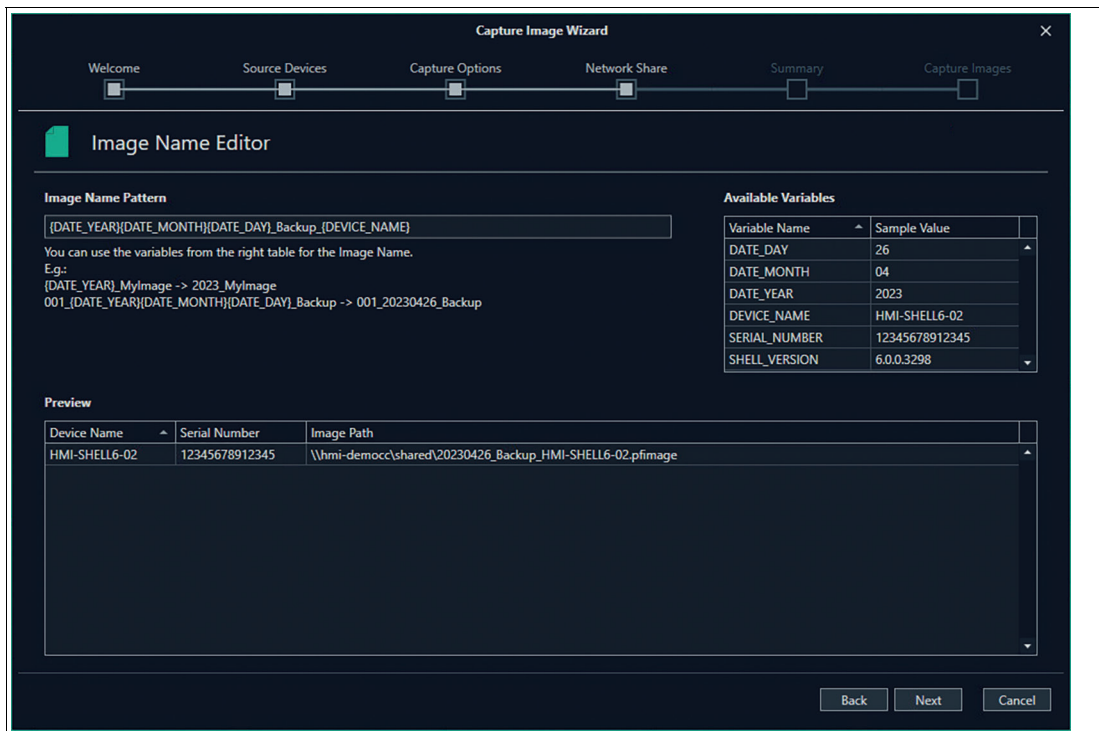 Capture Image Wizard
Welcome Source Devices Capture Options Network Share Summary Capture Images
Image Name Editor
Image Name Pattern
{DATE_YEAR}{DATE_MONTH}{DATE_DAY}_Backup_{DEVICE_NAME}
You can use the variables from the right table for the Image Name.
E.g.:
{DATE_YEAR}_MyImage -> 2023_MyImage
001_{DATE_YEAR}{DATE_MONTH}{DATE_DAY}_Backup -> 001_20230426_Backup
Available Variables
Variable Name Sample Value
DATE_DAY 26
DATE_MONTH 04
DATE_YEAR 2023
DEVICE_NAME HMI-SHELL6-02
SERIAL_NUMBER 12345678912345
SHELL_VERSION 6.0.0.3298
Preview
Device Name Serial Number Image Path
HMI-SHELL6-02 12345678912345 \\hmi-democc\shared\20230426_Backup_HMI-SHELL6-02.pfimage
Back Next Cancel